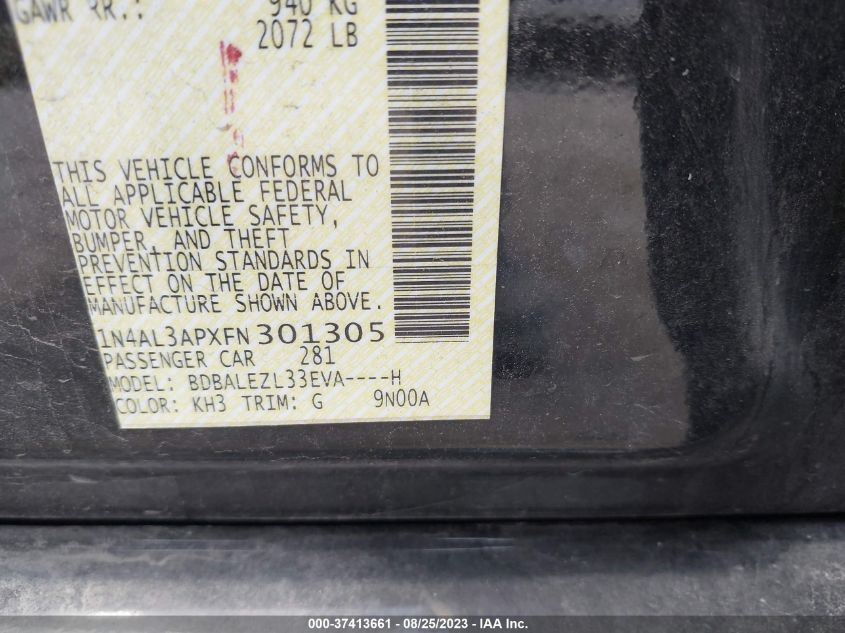 GAWR RR.: 940 KG
2072 LB
THIS VEHICLE CONFORMS TO
ALL APPLICABLE FEDERAL
MOTOR VEHICLE SAFETY,
BUMPER, AND THEFT
PREVENTION STANDARDS IN
EFFECT ON THE DATE OF
MANUFACTURE SHOWN ABOVE.
1N4AL3APXFN301305
PASSENGER CAR 281
MODEL: BDBALEZL33EVA----H
COLOR: KH3 TRIM: G 9N00A
000-37413661 - 08/25/2023 - IAA Inc.